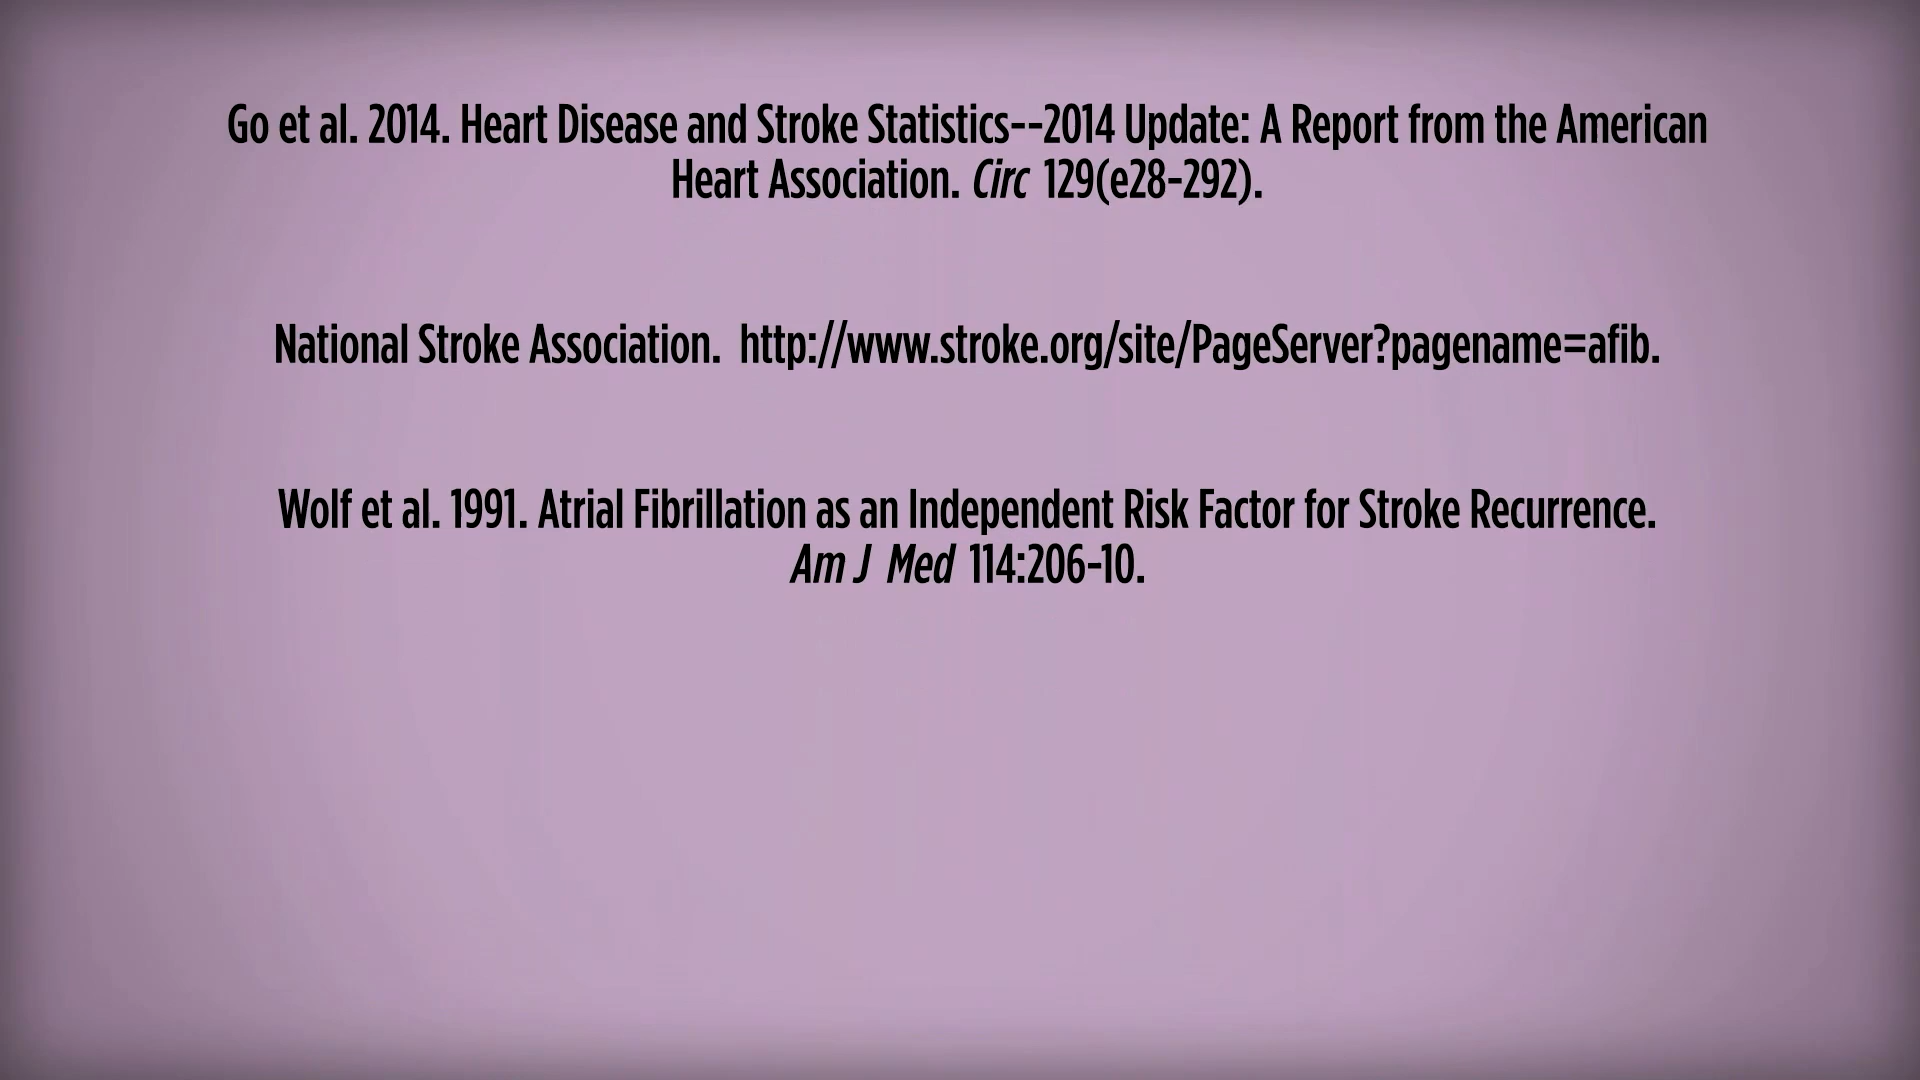 Go et al. 2014. Heart Disease and Stroke Statistics--2014 Update: A Report from the American
Heart Association. Circ 129(e28-292).
National Stroke Association. http://www.stroke.org/site/PageServer?pagename=afib.
Wolf et al. 1991. Atrial Fibrillation as an Independent Risk Factor for Stroke Recurrence.
Am J Med 114:206-10.